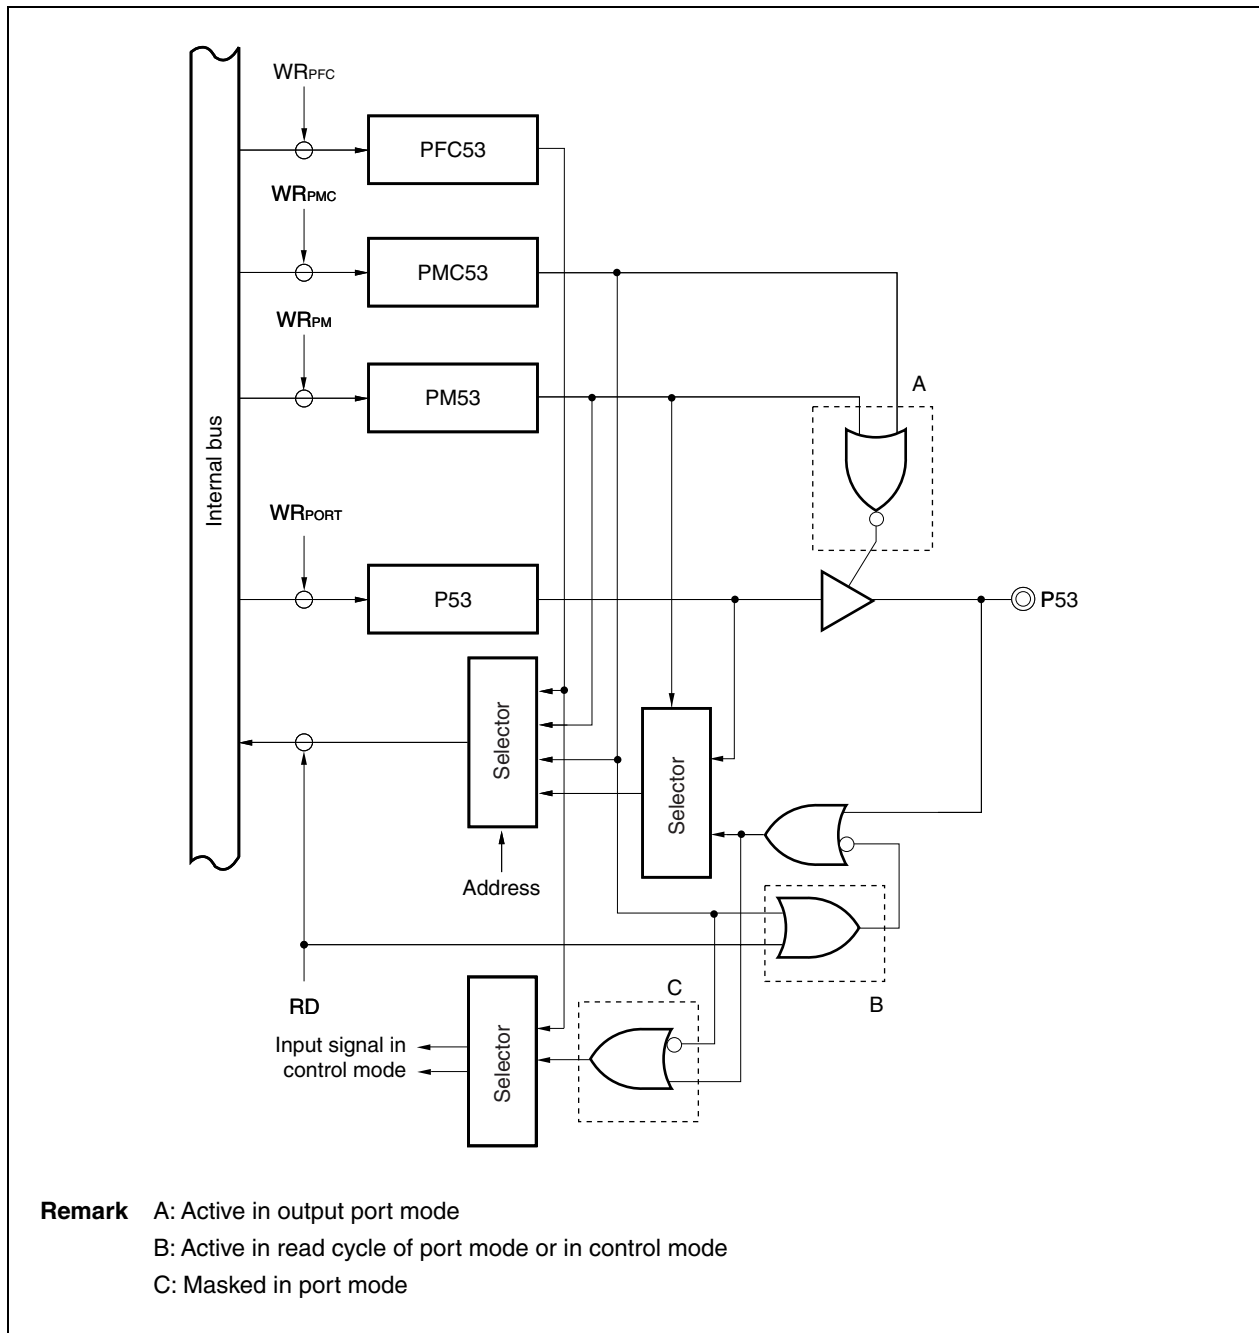 WRPFC
PFC53
WRPMC
PMC53
WRPM
PM53
A
Internal bus
WRPORT
P53
P53
Selector
Selector
Address
B
RD
C
Input signal in
control mode
Selector
Remark A: Active in output port mode
B: Active in read cycle of port mode or in control mode
C: Masked in port mode